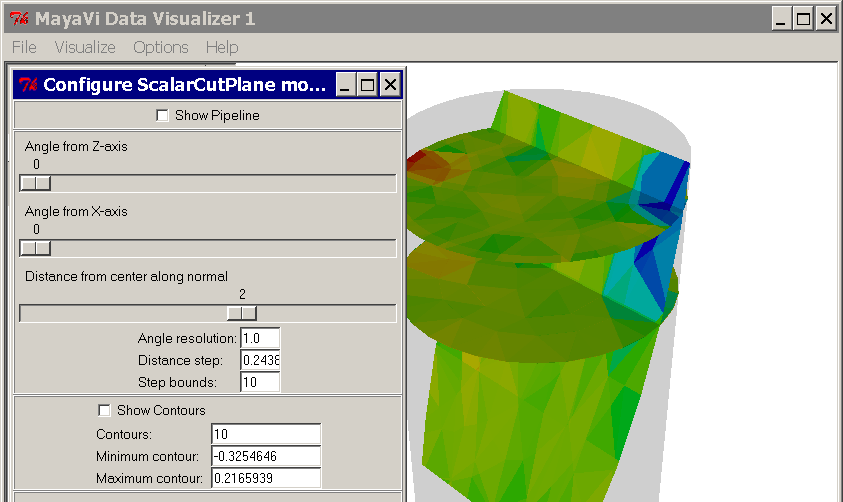 MayaVi Data Visualizer 1
File Visualize Options Help
Configure ScalarCutPlane mo...
Show Pipeline
Angle from Z-axis
0
Angle from X-axis
0
Distance from center along normal
2
Angle resolution: 1.0
Distance step: 0.2438
Step bounds: 10
Show Contours
Contours: 10
Minimum contour: -0.3254646
Maximum contour: 0.2165939